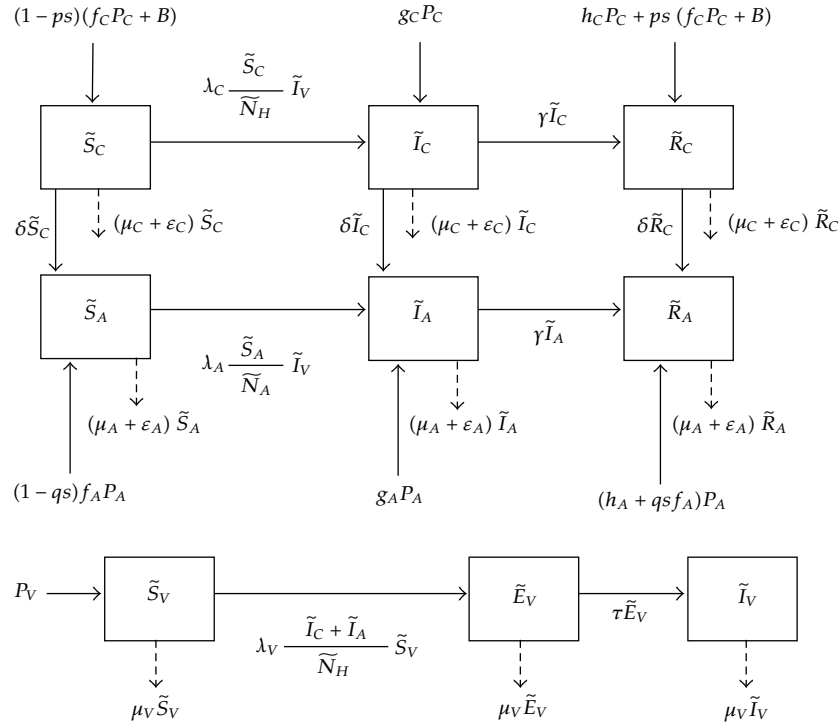 (1-ps)(f_C P_C + B)
g_C P_C
h_C P_C + ps (f_C P_C + B)
λ_C S̃_C / Ñ_H Ĩ_V
S̃_C
Ĩ_C
γĨ_C
R̃_C
δS̃_C
(μ_C + ε_C) S̃_C
δĨ_C
(μ_C + ε_C) Ĩ_C
δR̃_C
(μ_C + ε_C) R̃_C
S̃_A
Ĩ_A
R̃_A
λ_A S̃_A / Ñ_A Ĩ_V
γĨ_A
(μ_A + ε_A) S̃_A
(μ_A + ε_A) Ĩ_A
(μ_A + ε_A) R̃_A
(1-qs)f_A P_A
g_A P_A
(h_A + qsf_A)P_A
P_V
S̃_V
Ẽ_V
τẼ_V
Ĩ_V
λ_V Ĩ_C + Ĩ_A / Ñ_H S̃_V
μ_V S̃_V
μ_V Ẽ_V
μ_V Ĩ_V